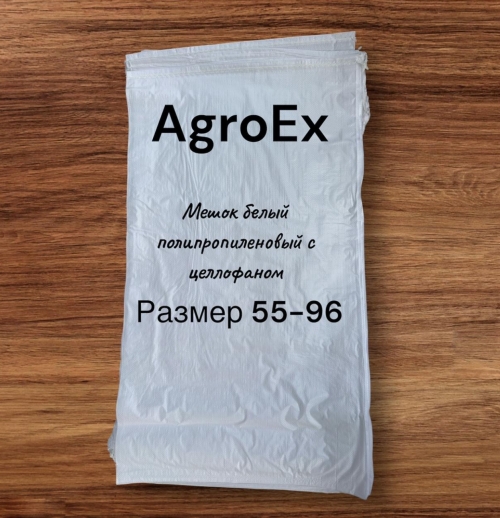 AgroEx
Мешок белый
полипропиленовый с
целлофаном
Размер 55-96